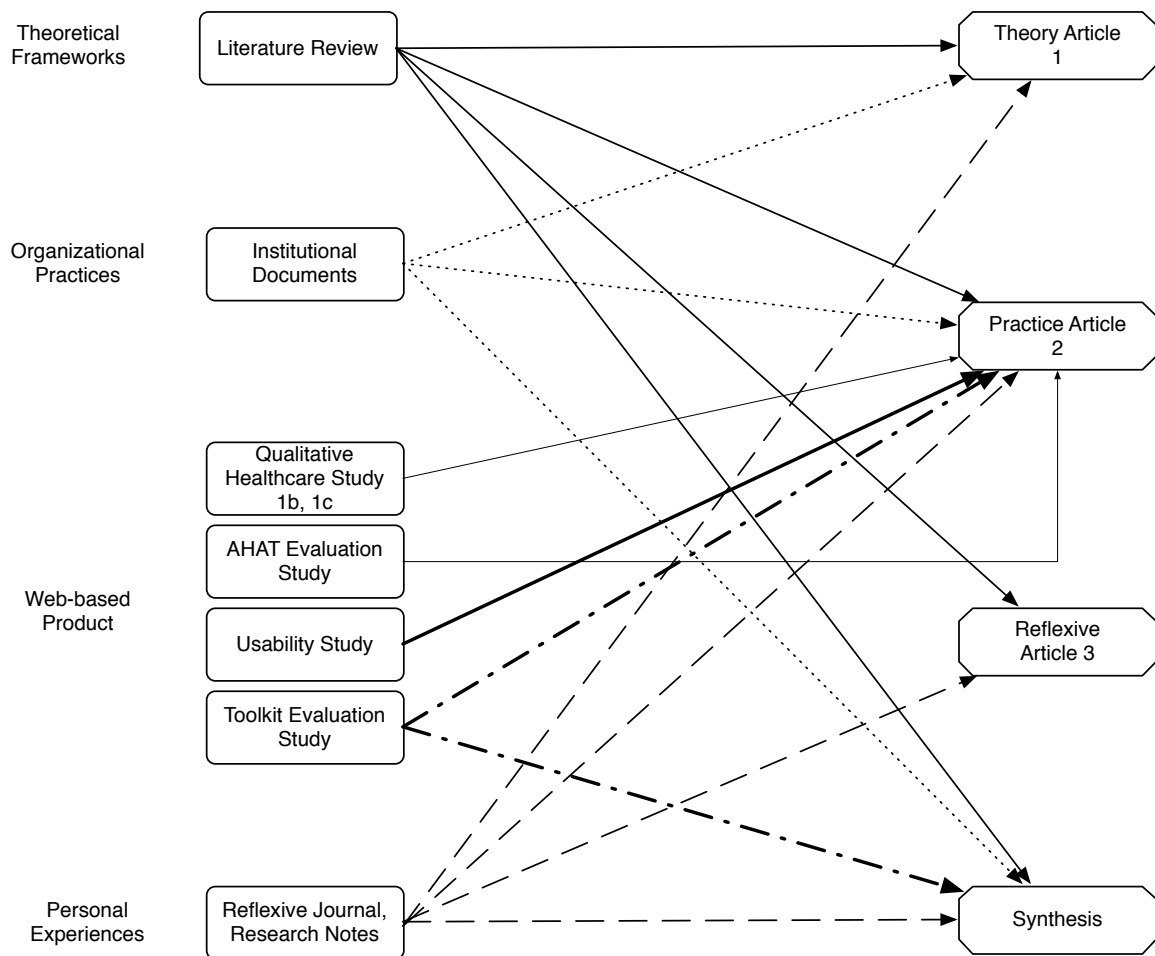 Theoretical
Frameworks
Literature Review
Theory Article
1
Organizational
Practices
Institutional
Documents
Practice Article
2
Qualitative
Healthcare Study
1b, 1c
AHAT Evaluation
Study
Web-based
Product
Usability Study
Reflexive
Article 3
Toolkit Evaluation
Study
Personal
Experiences
Reflexive Journal,
Research Notes
Synthesis